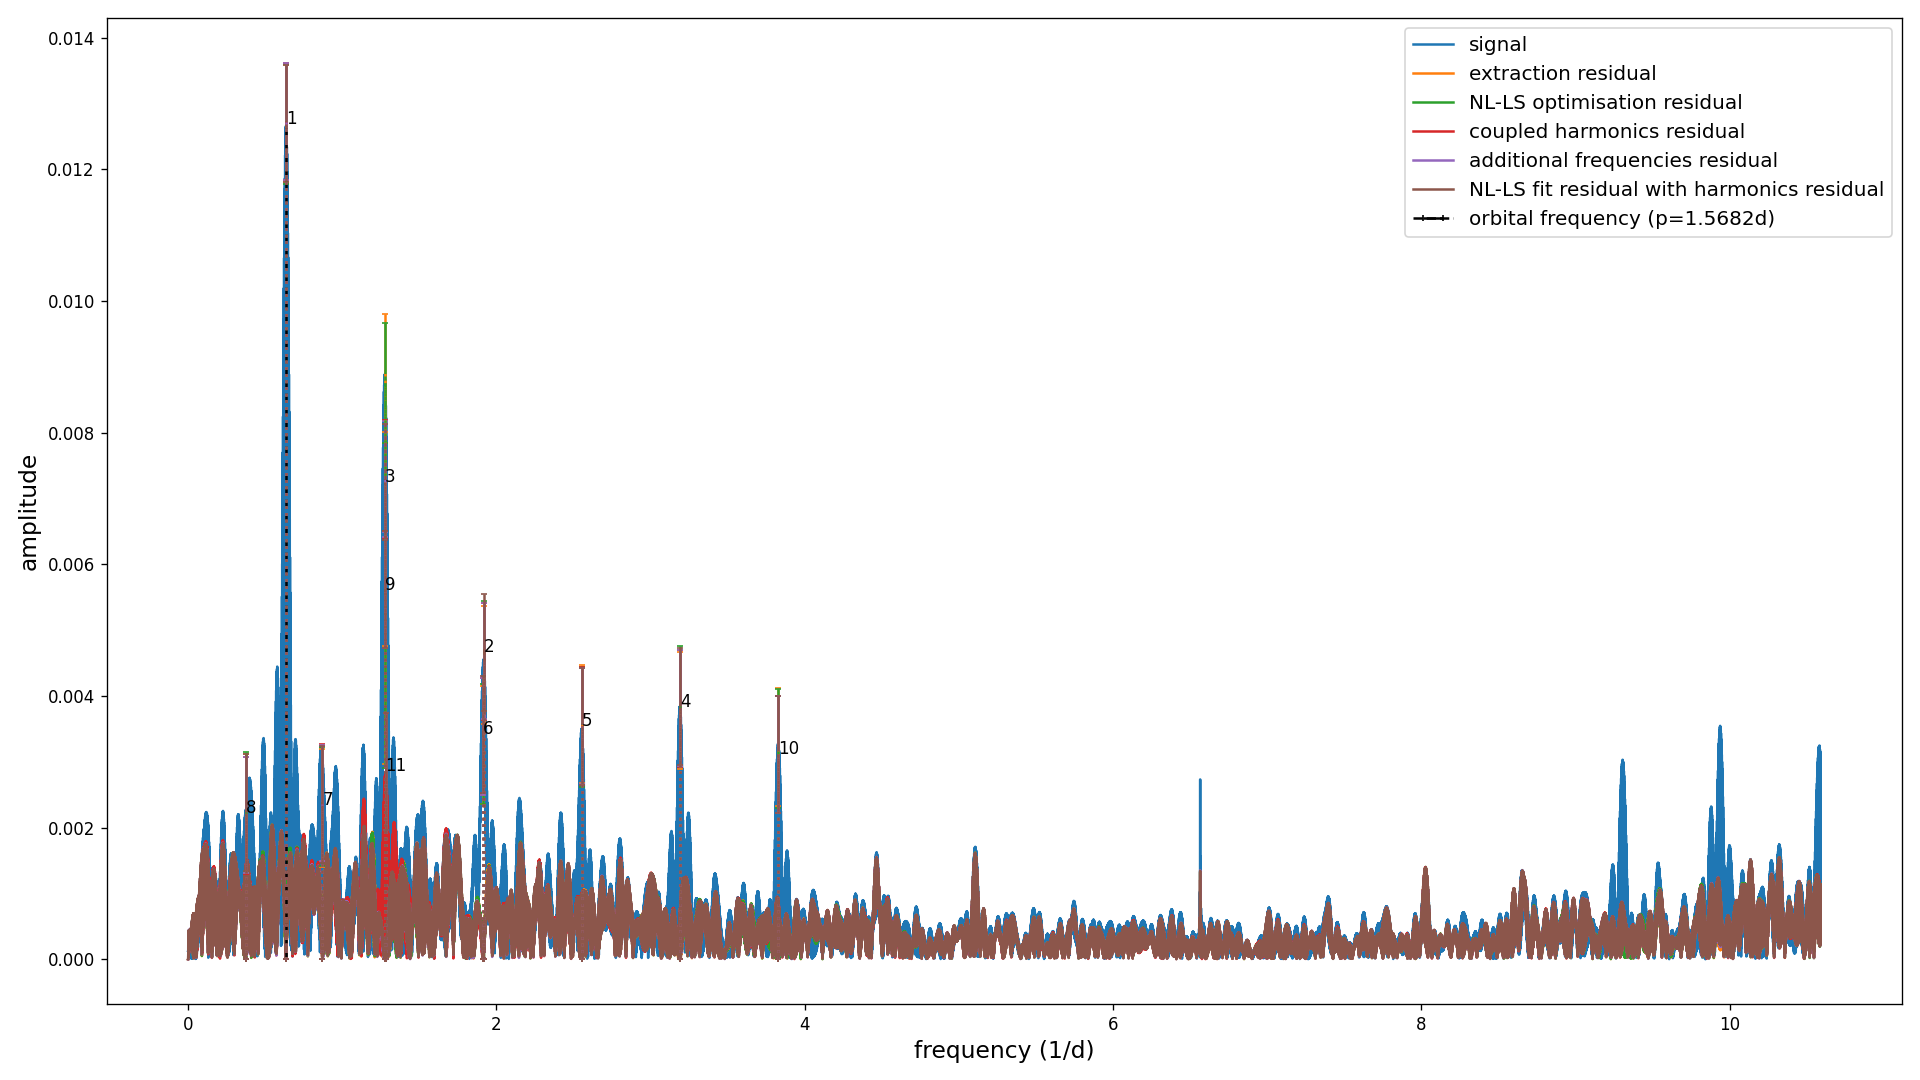 signal
extraction residual
NL-LS optimisation residual
coupled harmonics residual
additional frequencies residual
NL-LS fit residual with harmonics residual
orbital frequency (p=1.5682d)
amplitude
0.014
0.012
0.010
0.008
0.006
0.004
0.002
0.000
1
3
9
2
6
5
4
10
11
7
8
0
2
4
6
8
10
frequency (1/d)